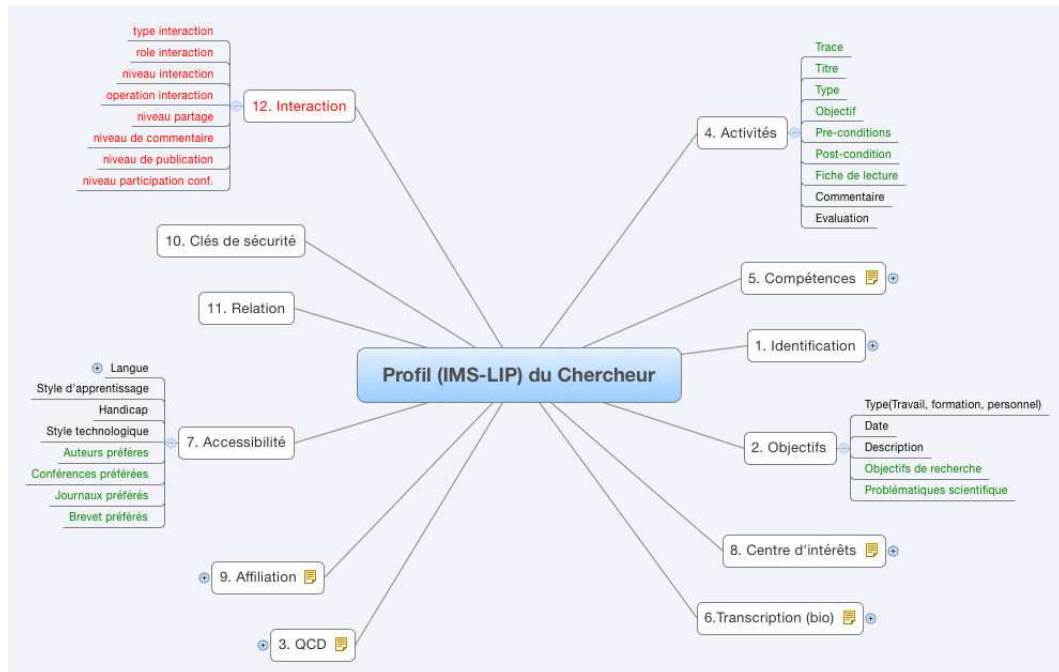 type interaction
role interaction
niveau interaction
operation interaction
niveau partage
niveau de commentaire
niveau de publication
niveau participation conf.
12. Interaction
10. Clés de sécurité
11. Relation
Langue
Style d'apprentissage
Handicap
Style technologique
Auteurs préféres
Conférences préférées
Journaux préférés
Brevet préférés
7. Accessibilité
9. Affiliation
3. QCD
Profil (IMS-LIP) du Chercheur
4. Activités
Trace
Titre
Type
Objectif
Pre-conditions
Post-condition
Fiche de lecture
Commentaire
Evaluation
5. Compétences
1. Identification
2. Objectifs
Type(Travail, formation, personnel)
Date
Description
Objectifs de recherche
Problématiques scientifique
8. Centre d'intérêts
6.Transcription (bio)